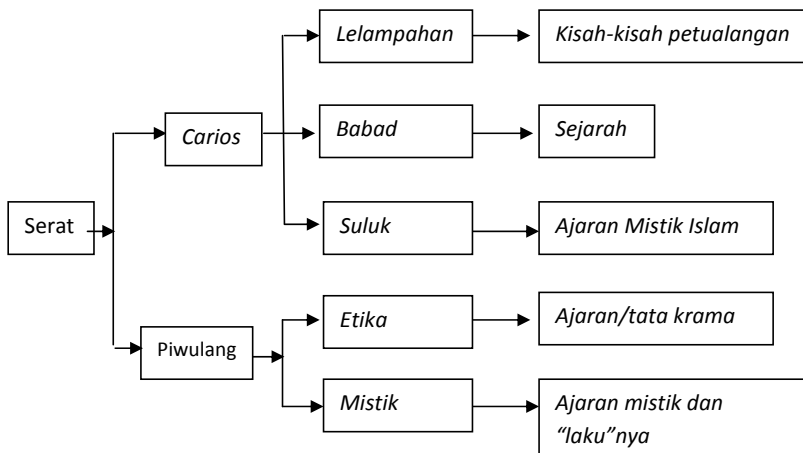 Lelampahan
Kisah-kisah petualangan
Carios
Babad
Sejarah
Serat
Suluk
Ajaran Mistik Islam
Piwulang
Etika
Ajaran/tata krama
Mistik
Ajaran mistik dan
“laku”nya